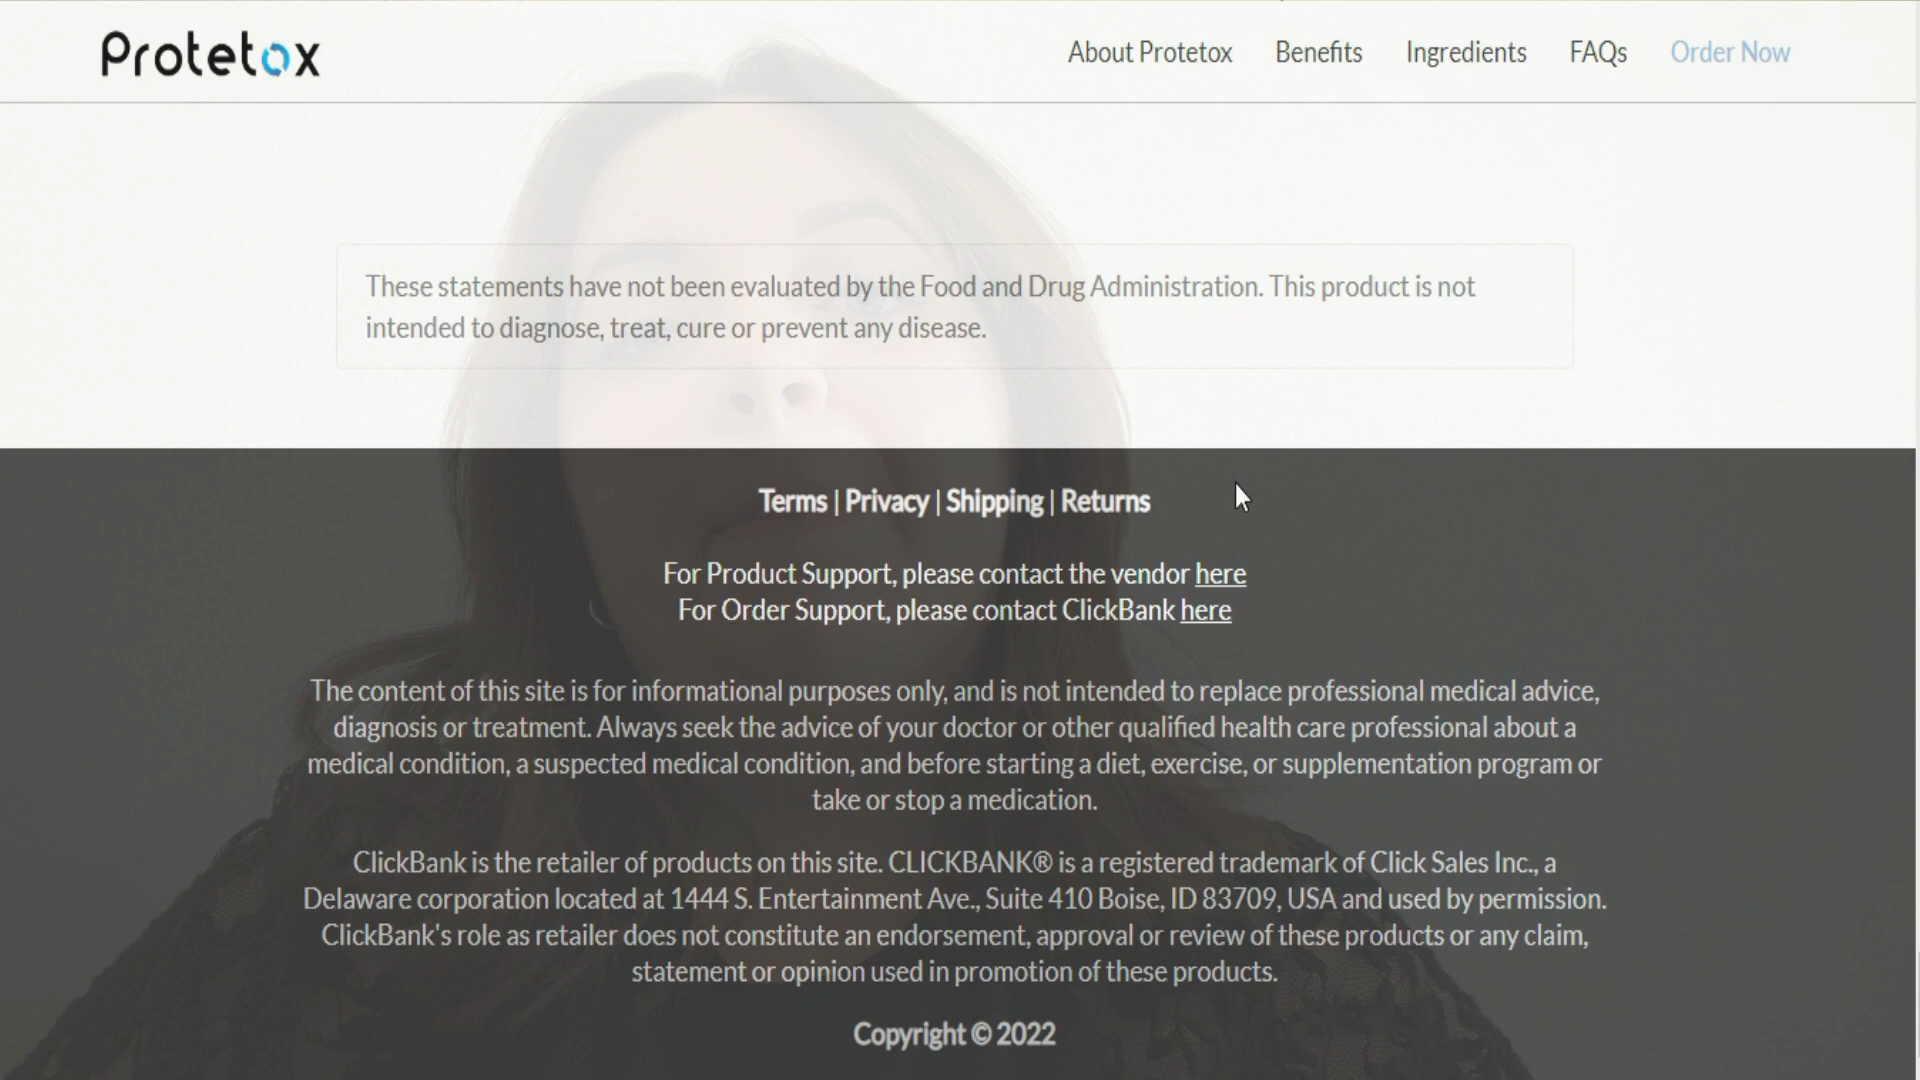 Protetox
About Protetox Benefits Ingredients FAQs Order Now
These statements have not been evaluated by the Food and Drug Administration. This product is not
intended to diagnose, treat, cure or prevent any disease.
Terms | Privacy | Shipping | Returns
For Product Support, please contact the vendor here
For Order Support, please contact ClickBank here
The content of this site is for informational purposes only, and is not intended to replace professional medical advice,
diagnosis or treatment. Always seek the advice of your doctor or other qualified health care professional about a
medical condition, a suspected medical condition, and before starting a diet, exercise, or supplementation program or
take or stop a medication.
ClickBank is the retailer of products on this site. CLICKBANK® is a registered trademark of Click Sales Inc., a
Delaware corporation located at 1444 S. Entertainment Ave., Suite 410 Boise, ID 83709, USA and used by permission.
ClickBank's role as retailer does not constitute an endorsement, approval or review of these products or any claim,
statement or opinion used in promotion of these products.
Copyright © 2022